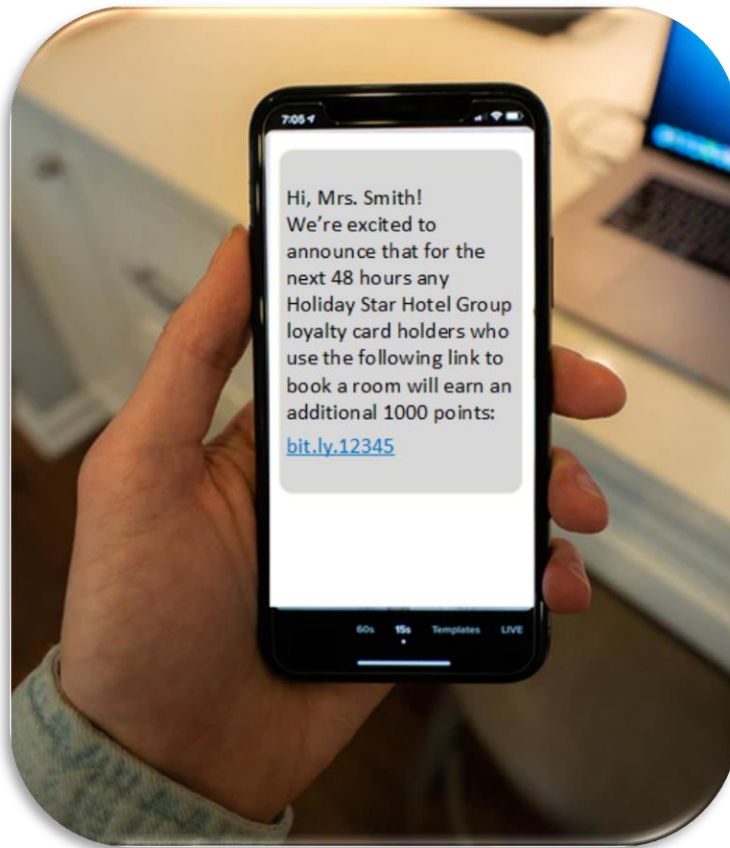 7:05
Hi, Mrs. Smith!
We're excited to
announce that for the
next 48 hours any
Holiday Star Hotel Group
loyalty card holders who
use the following link to
book a room will earn an
additional 1000 points:
bit.ly.12345
60s 15s Templates LIVE